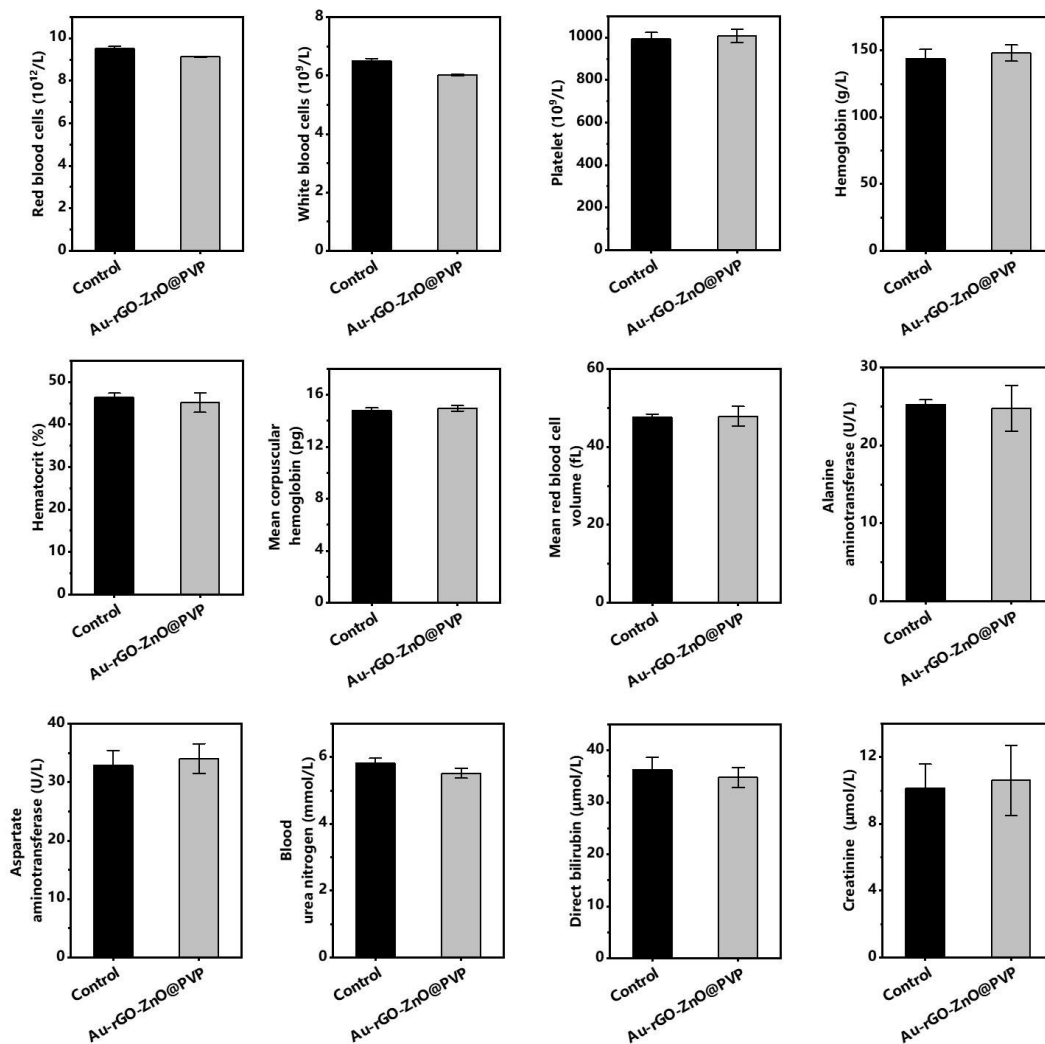 Red blood cells (10¹²/L)
10
8
6
4
2
0
Control
Au-rGO-ZnO@PVP
White blood cells (10⁹/L)
8
6
4
2
0
Control
Au-rGO-ZnO@PVP
Platelet (10⁹/L)
1000
800
600
400
200
0
Control
Au-rGO-ZnO@PVP
Hemoglobin (g/L)
150
100
50
0
Control
Au-rGO-ZnO@PVP
Hematocrit (%)
50
40
30
20
10
0
Control
Au-rGO-ZnO@PVP
Mean corpuscular
hemoglobin (pg)
16
12
8
4
0
Control
Au-rGO-ZnO@PVP
Mean red blood cell
volume (fL)
60
40
20
0
Control
Au-rGO-ZnO@PVP
Alanine
aminotransferase (U/L)
30
20
10
0
Control
Au-rGO-ZnO@PVP
Aspartate
aminotransferase (U/L)
40
30
20
10
0
Control
Au-rGO-ZnO@PVP
Blood
urea nitrogen (mmol/L)
6
4
2
0
Control
Au-rGO-ZnO@PVP
Direct bilirubin (μmol/L)
40
30
20
10
0
Control
Au-rGO-ZnO@PVP
Creatinine (μmol/L)
12
8
4
0
Control
Au-rGO-ZnO@PVP